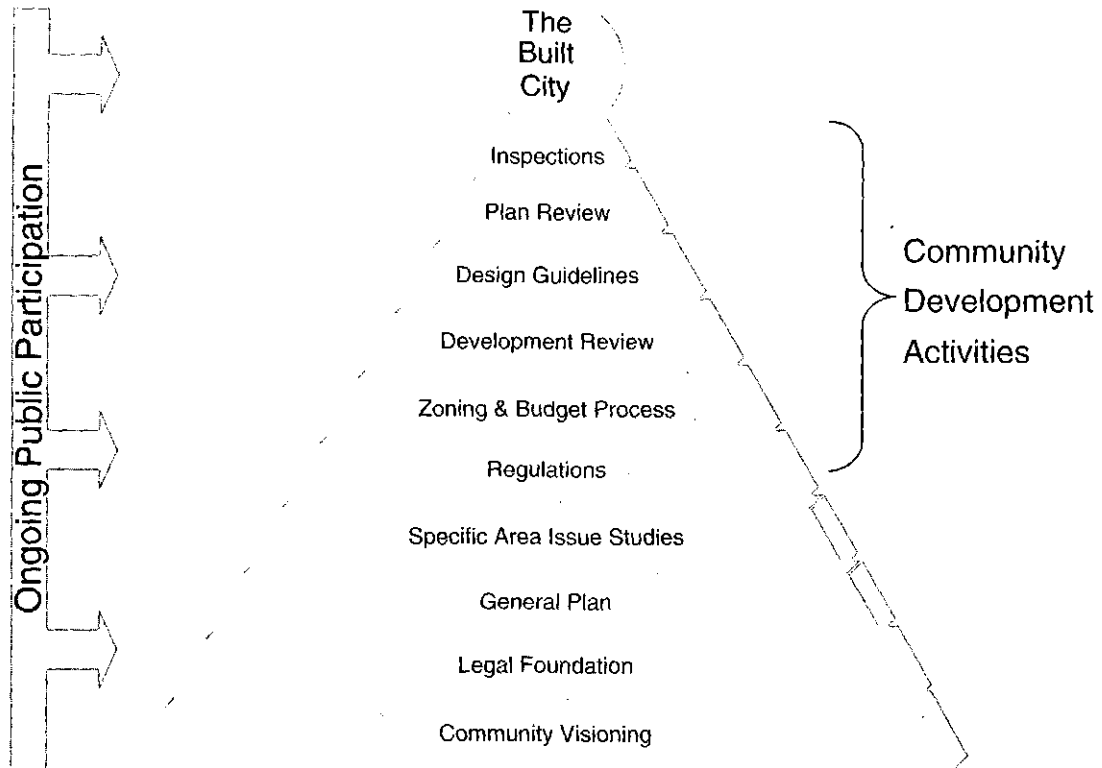 Ongoing Public Participation
The
Built
City
Inspections
Plan Review
Design Guidelines
Development Review
Zoning & Budget Process
Regulations
Specific Area Issue Studies
General Plan
Legal Foundation
Community Visioning
Community
Development
Activities